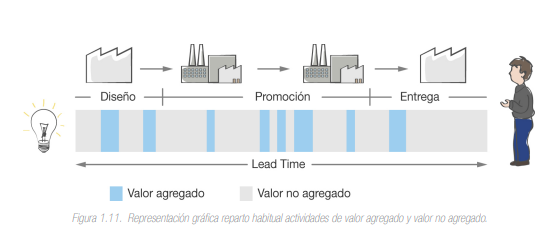 Diseño Promoción Entrega
Lead Time
Valor agregado Valor no agregado
Figura 1.11. Representación gráfica reparto habitual actividades de valor agregado y valor no agregado.